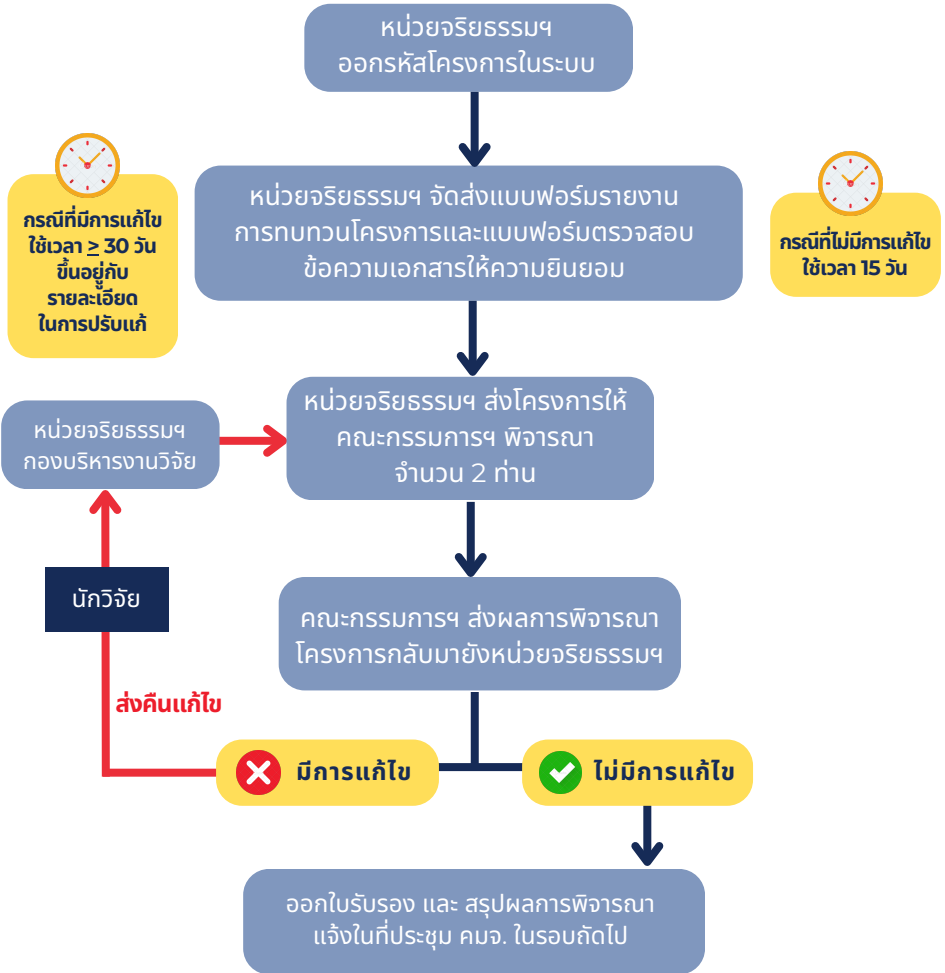 หน่วยจริยธรรมฯ
ออกรหัสโครงการในระบบ
กรณีที่มีการแก้ไข
ใช้เวลา ≥ 30 วัน
ขึ้นอยู่กับ
รายละเอียด
ในการปรับแก้
หน่วยจริยธรรมฯ จัดส่งแบบฟอร์มรายงาน
การทบทวนโครงการและแบบฟอร์มตรวจสอบ
ข้อความเอกสารให้ความยินยอม
กรณีที่ไม่มีการแก้ไข
ใช้เวลา 15 วัน
หน่วยจริยธรรมฯ
กองบริหารงานวิจัย
หน่วยจริยธรรมฯ ส่งโครงการให้
คณะกรรมการฯ พิจารณา
จำนวน 2 ท่าน
นักวิจัย
คณะกรรมการฯ ส่งผลการพิจารณา
โครงการกลับมายังหน่วยจริยธรรมฯ
ส่งคืนแก้ไข
มีการแก้ไข
ไม่มีการแก้ไข
ออกใบรับรอง และ สรุปผลการพิจารณา
แจ้งในที่ประชุม คมจ. ในรอบถัดไป